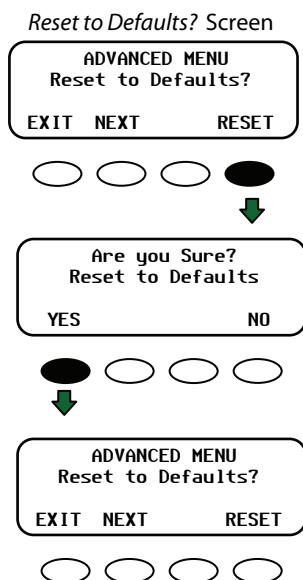 Reset to Defaults? Screen
ADVANCED MENU
Reset to Defaults?
EXIT NEXT RESET
Are you Sure?
Reset to Defaults
YES NO
ADVANCED MENU
Reset to Defaults?
EXIT NEXT RESET